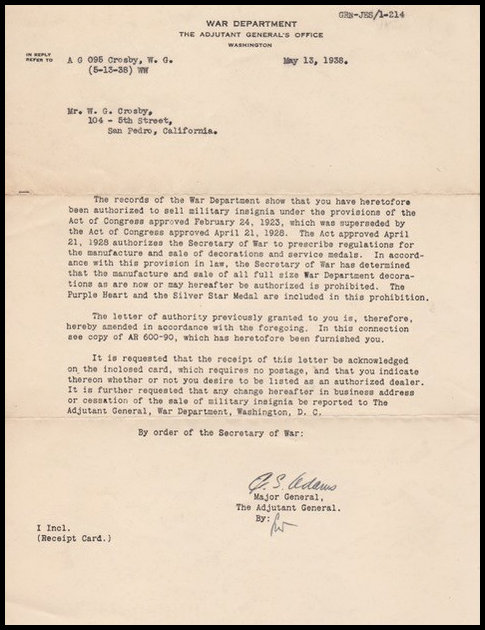 GRN-JES/1-214
WAR DEPARTMENT
THE ADJUTANT GENERAL'S OFFICE
WASHINGTON
IN REPLY
REFER TO
A G 095 Crosby, W. G.
(5-13-38) WW
May 13, 1938.
Mr. W. G. Crosby,
104 - 5th Street,
San Pedro, California.
The records of the War Department show that you have heretofore
been authorized to sell military insignia under the provisions of the
Act of Congress approved February 24, 1923, which was superseded by
the Act of Congress approved April 21, 1928. The Act approved April
21, 1928 authorizes the Secretary of War to prescribe regulations for
the manufacture and sale of decorations and service medals. In accord-
ance with this provision in law, the Secretary of War has determined
that the manufacture and sale of all full size War Department decora-
tions as are now or may hereafter be authorized is prohibited. The
Purple Heart and the Silver Star Medal are included in this prohibition.
The letter of authority previously granted to you is, therefore,
hereby amended in accordance with the foregoing. In this connection
see copy of AR 600-90, which has heretofore been furnished you.
It is requested that the receipt of this letter be acknowledged
on the inclosed card, which requires no postage, and that you indicate
thereon whether or not you desire to be listed as an authorized dealer.
It is further requested that any change hereafter in business address
or cessation of the sale of military insignia be reported to The
Adjutant General, War Department, Washington, D. C.
By order of the Secretary of War:
E. S. Adams
Major General,
The Adjutant General.
By:
1 Incl.
(Receipt Card.)